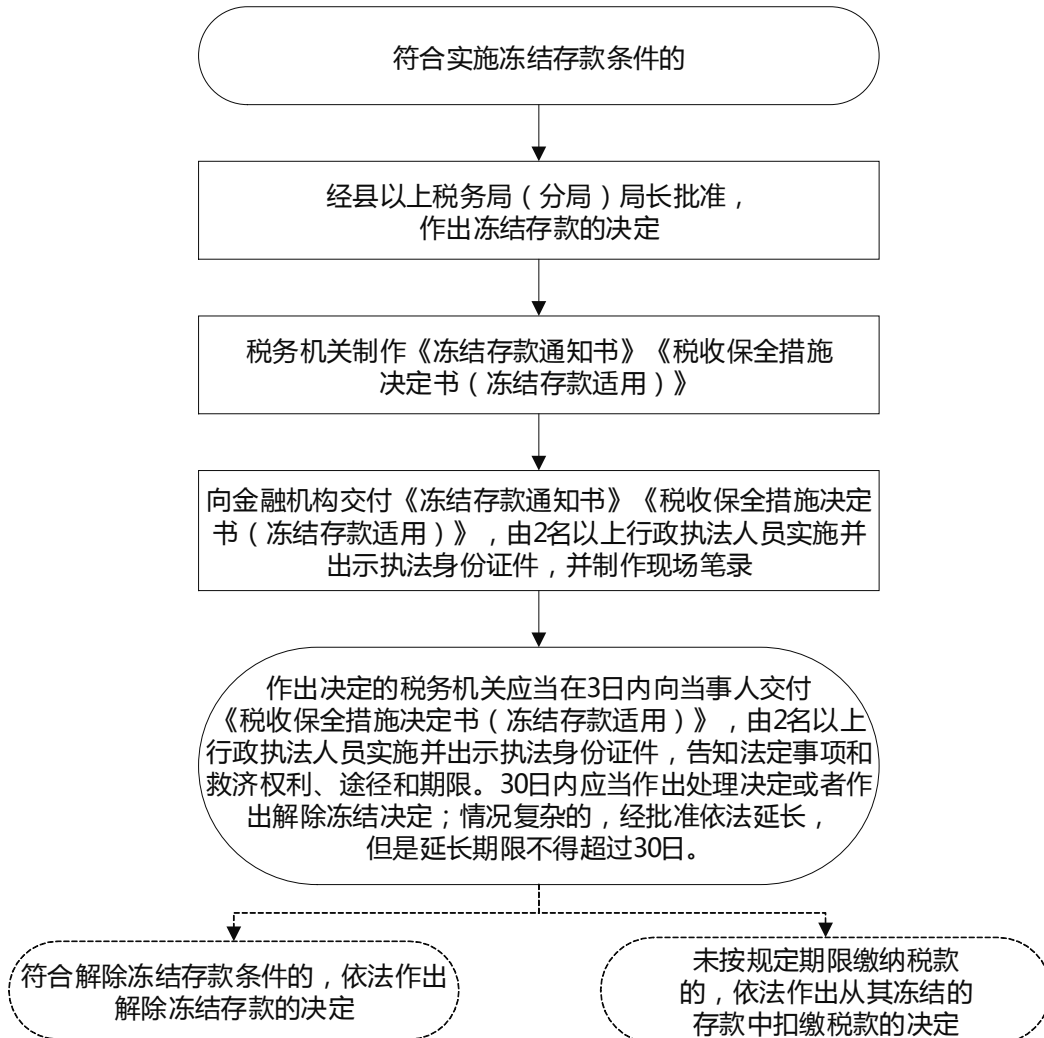 符合实施冻结存款条件的
经县以上税务局（分局）局长批准，
作出冻结存款的决定
税务机关制作《冻结存款通知书》《税收保全措施
决定书（冻结存款适用）》
向金融机构交付《冻结存款通知书》《税收保全措施决定
书（冻结存款适用）》，由2名以上行政执法人员实施并
出示执法身份证件，并制作现场笔录
作出决定的税务机关应当在3日内向当事人交付
《税收保全措施决定书（冻结存款适用）》，由2名以上
行政执法人员实施并出示执法身份证件，告知法定事项和
救济权利、途径和期限。30日内应当作出处理决定或者作
出解除冻结决定；情况复杂的，经批准依法延长，
但是延长期限不得超过30日。
符合解除冻结存款条件的，依法作出
解除冻结存款的决定
未按规定期限缴纳税款
的，依法作出从其冻结的
存款中扣缴税款的决定